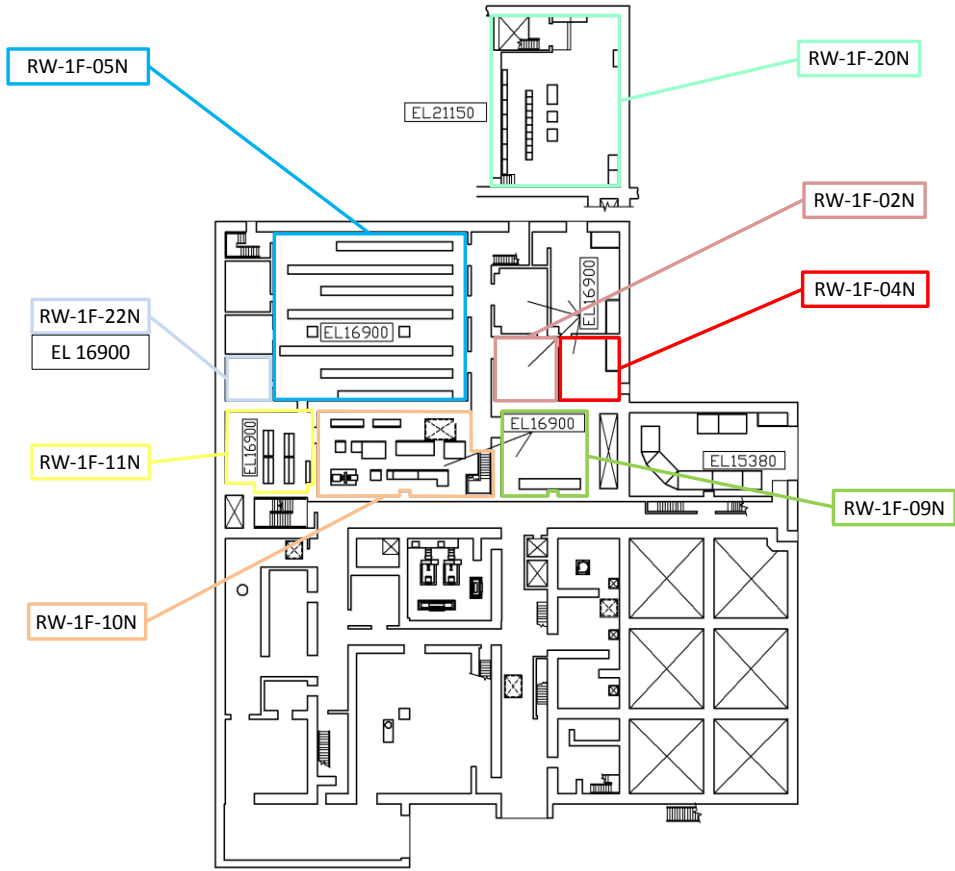 RW-1F-05N
RW-1F-20N
EL21150
RW-1F-02N
RW-1F-04N
EL16900
RW-1F-22N
EL 16900
EL16900
EL16900
RW-1F-11N
EL16900
EL15380
RW-1F-09N
RW-1F-10N